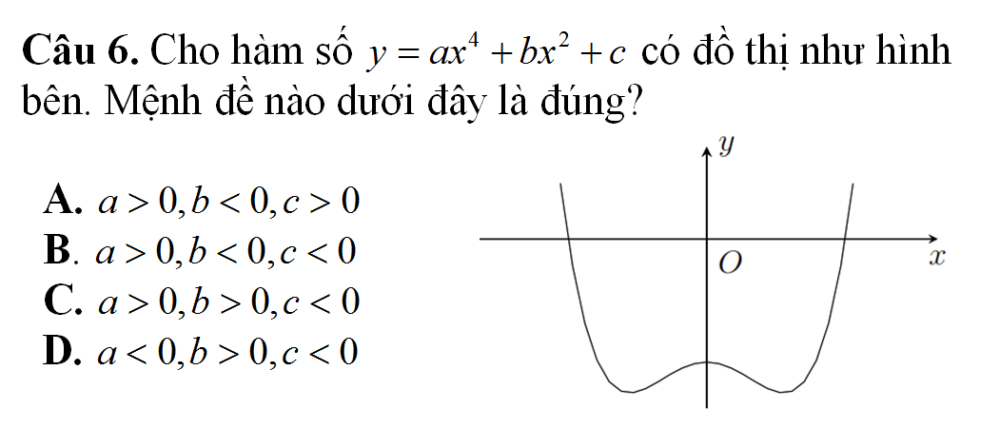 Câu 6. Cho hàm số y = ax⁴ + bx² + c có đồ thị như hình
bên. Mệnh đề nào dưới đây là đúng?
A. a > 0, b < 0, c > 0
B. a > 0, b < 0, c < 0
C. a > 0, b > 0, c < 0
D. a < 0, b > 0, c < 0
y
O
x